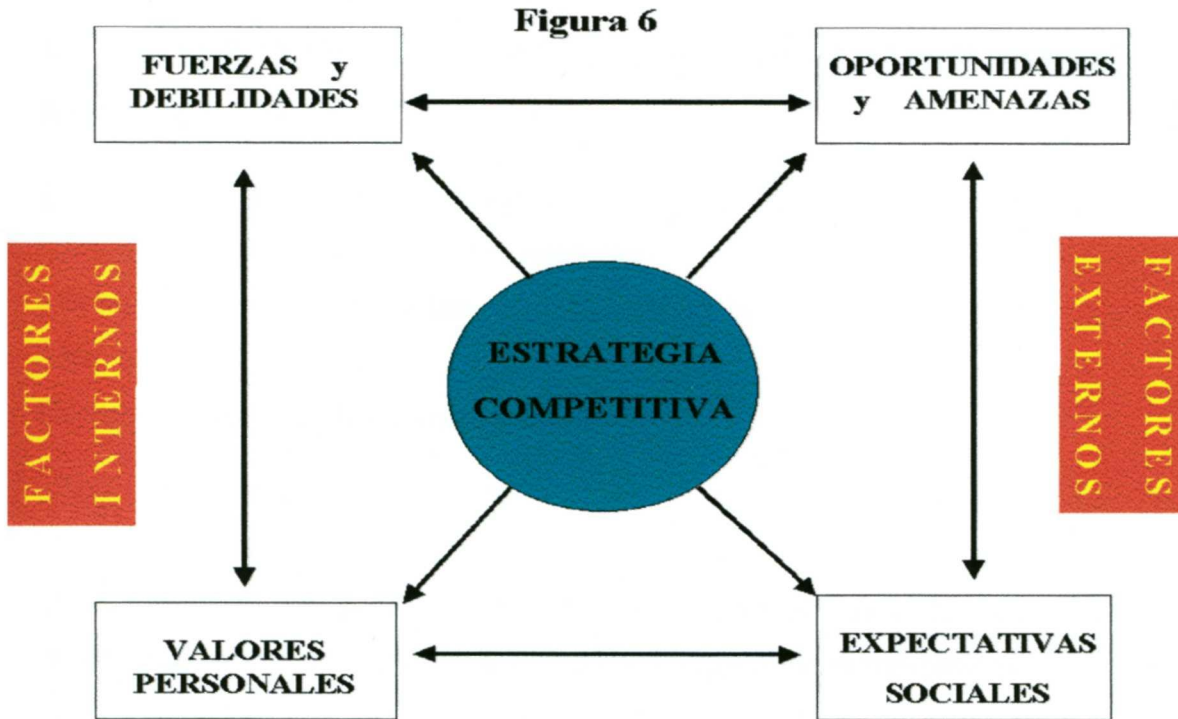 Figura 6
FUERZAS y
DEBILIDADES
OPORTUNIDADES
y AMENAZAS
FACTORES
INTERNOS
ESTRATEGIA
COMPETITIVA
FACTORES
EXTERNOS
VALORES
PERSONALES
EXPECTATIVAS
SOCIALES